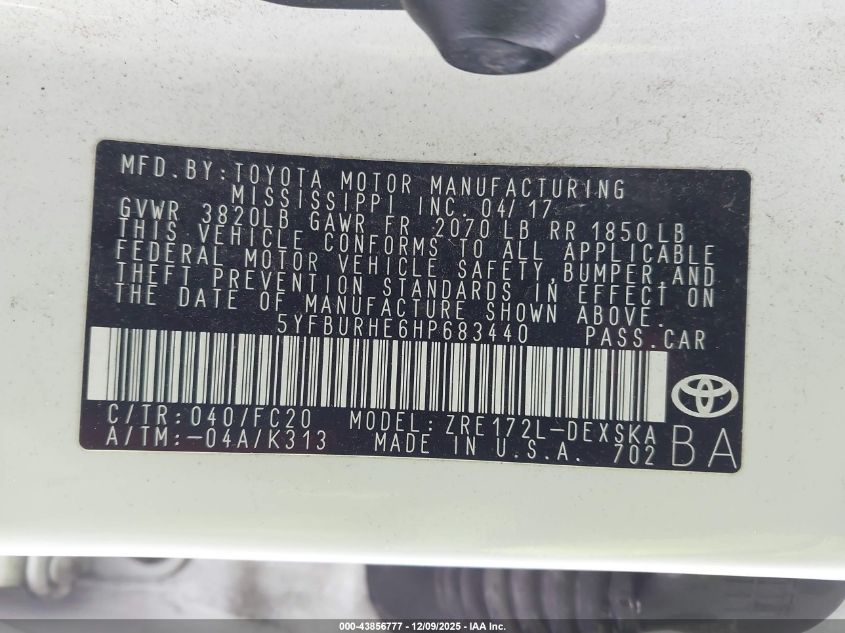 MFD.BY:TOYOTA MOTOR MANUFACTURING
MISSISSIPPI INC. 04/17
GVWR 3820LB GAWR FR 2070 LB RR 1850 LB
THIS VEHICLE CONFORMS TO ALL APPLICABLE
FEDERAL MOTOR VEHICLE SAFETY, BUMPER, AND
THEFT PREVENTION STANDARDS IN EFFECT ON
THE DATE OF MANUFACTURE SHOWN ABOVE.
5YFBURHE6HP683440 PASS.CAR
C/TR:040/FC20 MODEL:ZRE172L-DEXSKA
A/TM:-04A/K313 MADE IN U.S.A. 702 BA
000-43856777 - 12/09/2025 - IAA Inc.